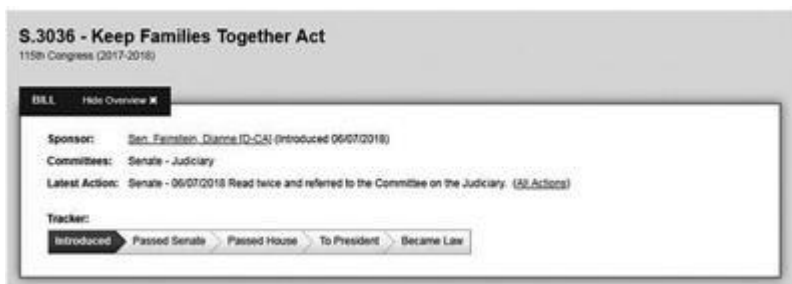 S.3036 - Keep Families Together Act
115th Congress (2017-2018)
BILL Hide Overview ✖
Sponsor: Sen. Feinstein, Dianne [D-CA] (Introduced 06/07/2018)
Committees: Senate - Judiciary
Latest Action: Senate - 06/07/2018 Read twice and referred to the Committee on the Judiciary. (All Actions)
Tracker:
Introduced Passed Senate Passed House To President Became Law